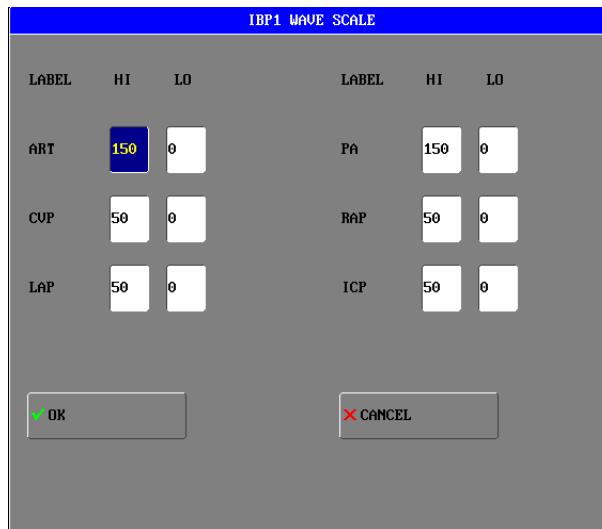 IBP1 WAVE SCALE
LABEL HI LO LABEL HI LO
ART 150 0 PA 150 0
CVP 50 0 RAP 50 0
LAP 50 0 ICP 50 0
OK CANCEL